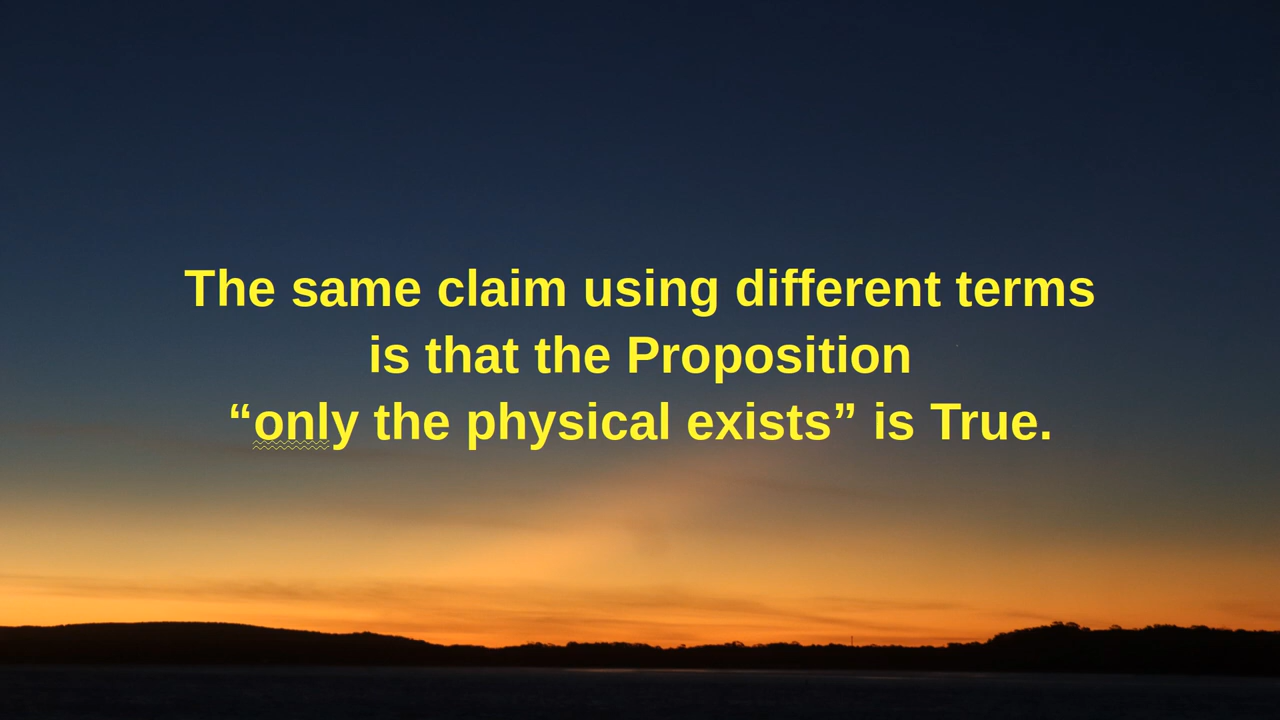 The same claim using different terms
is that the Proposition
“only the physical exists” is True.